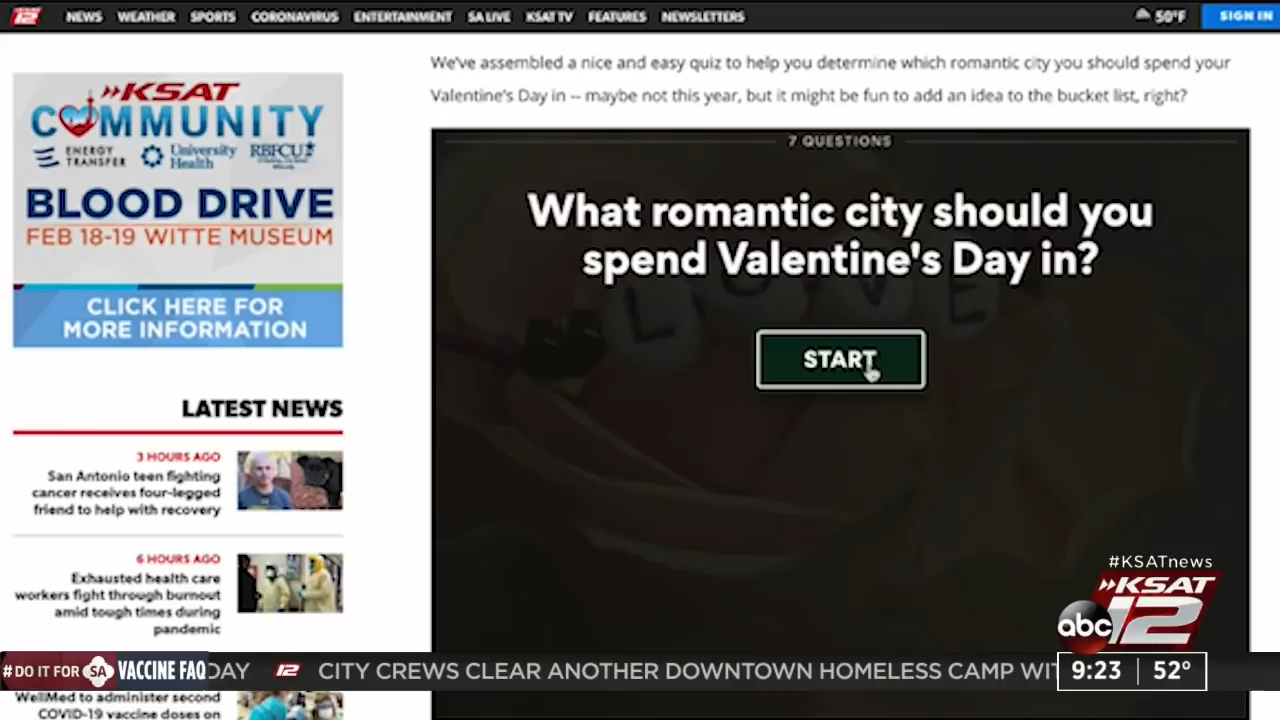 12
NEWS WEATHER SPORTS CORONAVIRUS ENTERTAINMENT SA LIVE KSAT TV FEATURES NEWSLETTERS
50°F
SIGN IN
We've assembled a nice and easy quiz to help you determine which romantic city you should spend your
Valentine's Day in -- maybe not this year, but it might be fun to add an idea to the bucket list, right?
KSAT
COMMUNITY
ENERGY
TRANSFER
University
Health
RBFCU
BLOOD DRIVE
FEB 18-19 WITTE MUSEUM
CLICK HERE FOR
MORE INFORMATION
7 QUESTIONS
What romantic city should you
spend Valentine's Day in?
LOVE
START
LATEST NEWS
3 HOURS AGO
San Antonio teen fighting
cancer receives four-legged
friend to help with recovery
6 HOURS AGO
Exhausted health care
workers fight through burnout
amid tough times during
pandemic
#KSATnews
KSAT
abc 12
#DO IT FOR SA VACCINE FAQ DAY 12 CITY CREWS CLEAR ANOTHER DOWNTOWN HOMELESS CAMP WIT
9:23 52°
WellMed to administer second
COVID-19 vaccine doses on